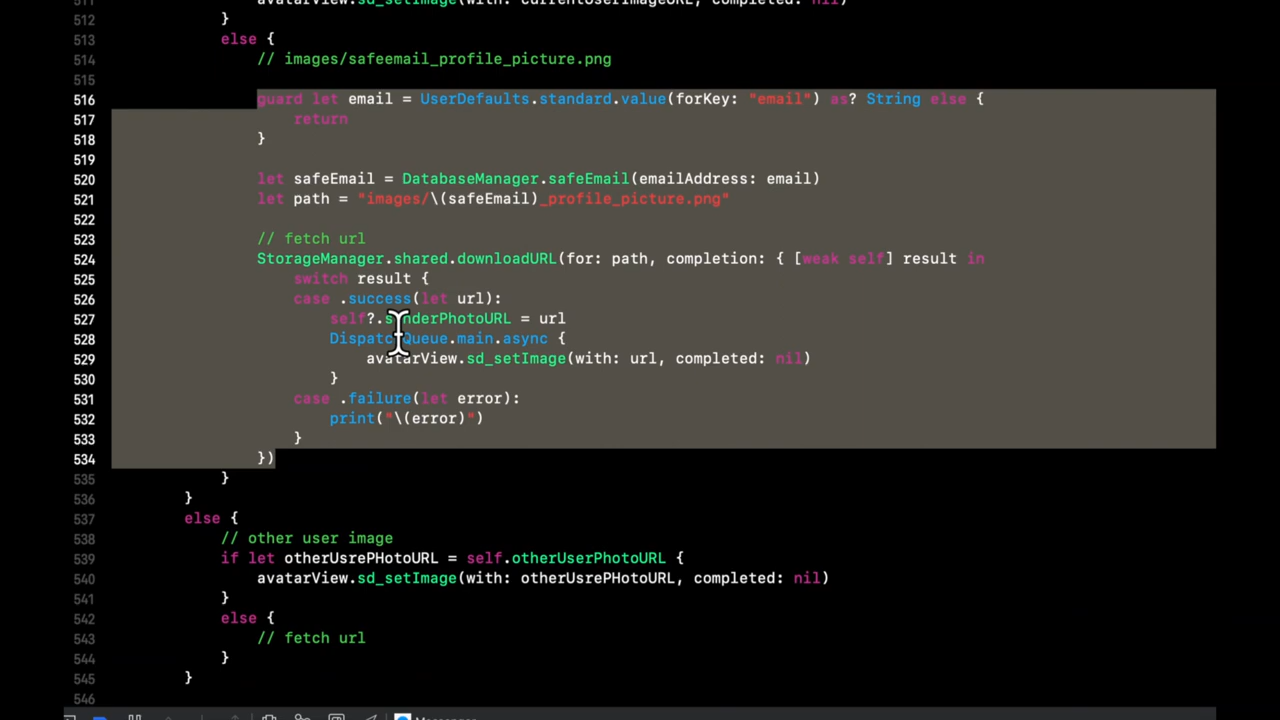 511 avatarView.sd_setImage(with: currentUserImageURL, completed: nil)
512 }
513 else {
514 // images/safeemail_profile_picture.png
515
516 guard let email = UserDefaults.standard.value(forKey: "email") as? String else {
517 return
518 }
519
520 let safeEmail = DatabaseManager.safeEmail(emailAddress: email)
521 let path = "images/\(safeEmail)_profile_picture.png"
522
523 // fetch url
524 StorageManager.shared.downloadURL(for: path, completion: { [weak self] result in
525 switch result {
526 case .success(let url):
527 self?.senderPhotoURL = url
528 DispatchQueue.main.async {
529 avatarView.sd_setImage(with: url, completed: nil)
530 }
531 case .failure(let error):
532 print("\(error)")
533 }
534 })
535 }
536 }
537 else {
538 // other user image
539 if let otherUsrePHotoURL = self.otherUserPhotoURL {
540 avatarView.sd_setImage(with: otherUsrePHotoURL, completed: nil)
541 }
542 else {
543 // fetch url
544 }
545 }
546